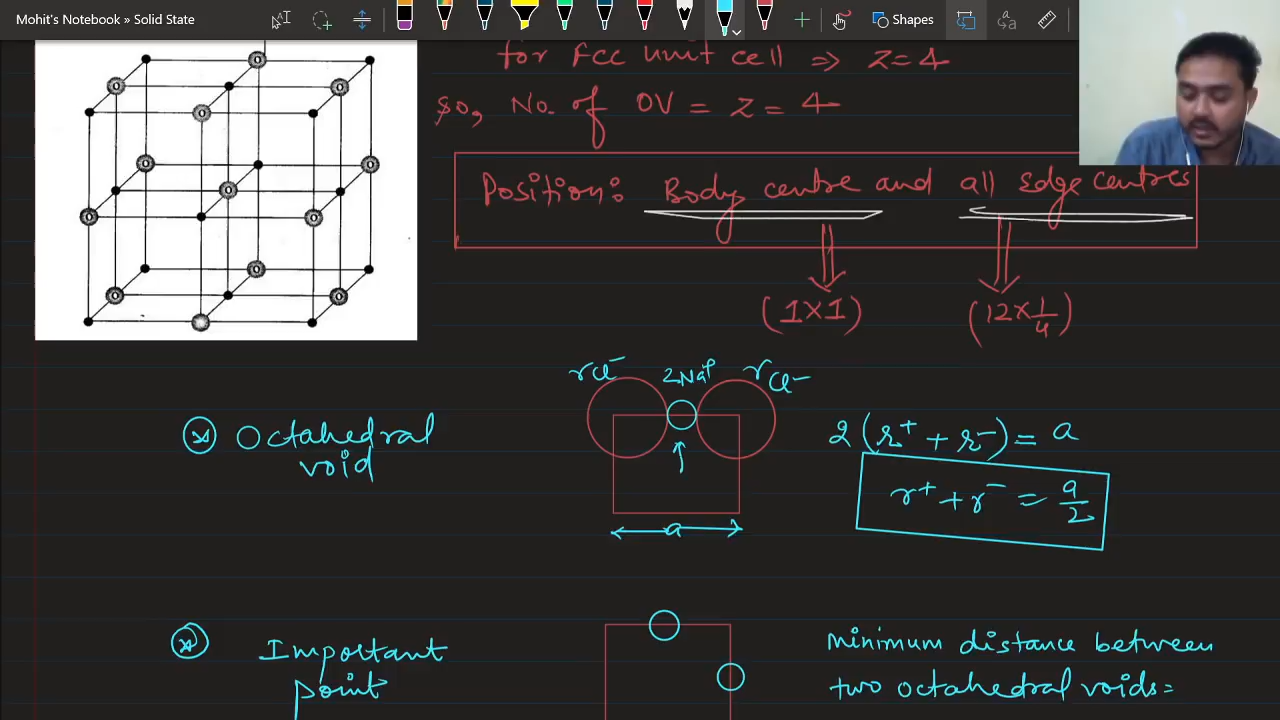 Mohit's Notebook » Solid State
Shapes
for FCC unit cell ⇒ Z=4
So, No. of OV = Z = 4
Position: Body centre and all Edge centres
(1×1) (12×1/4)
rCl⁻ 2Na⁺ rCl⁻
Octahedral void
2(r⁺ + r⁻) = a
r⁺ + r⁻ = a/2
a
Important point
minimum distance between
two octahedral voids=